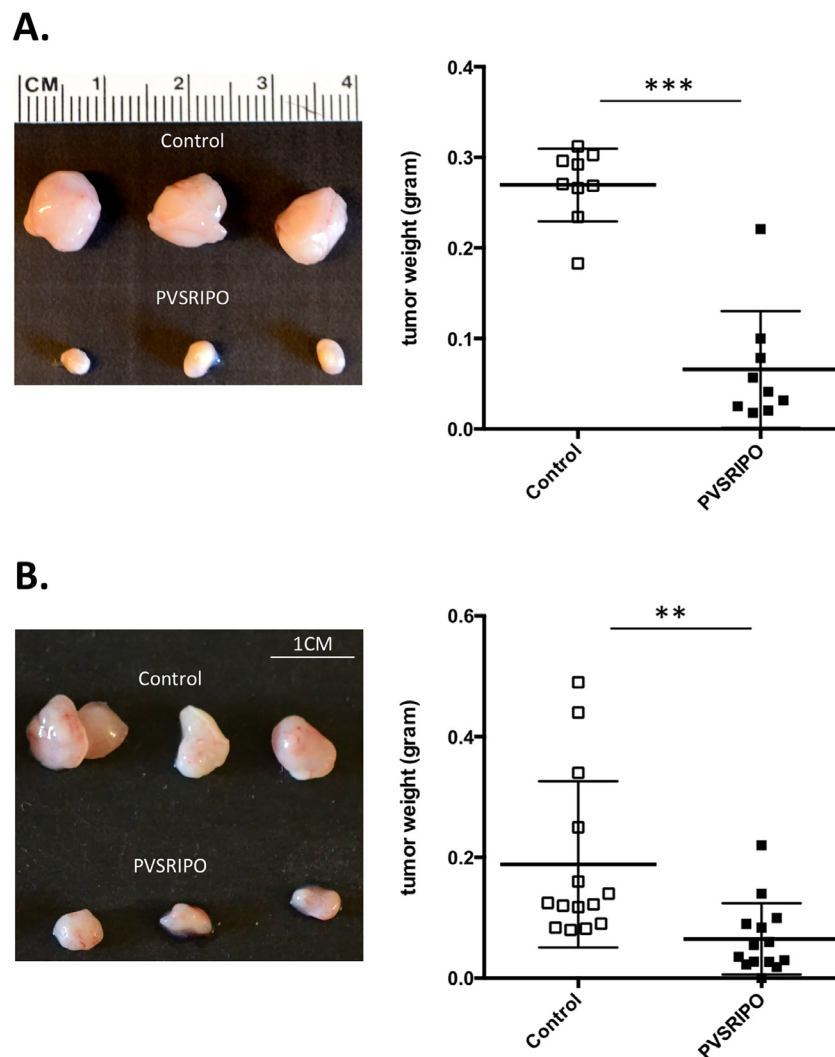 A.
CM 1 2 3 4
Control
PVSRIPO
tumor weight (gram)
0.4
0.3
0.2
0.1
0.0
***
Control
PVSRIPO
B.
1CM
Control
PVSRIPO
tumor weight (gram)
0.6
0.4
0.2
0.0
**
Control
PVSRIPO